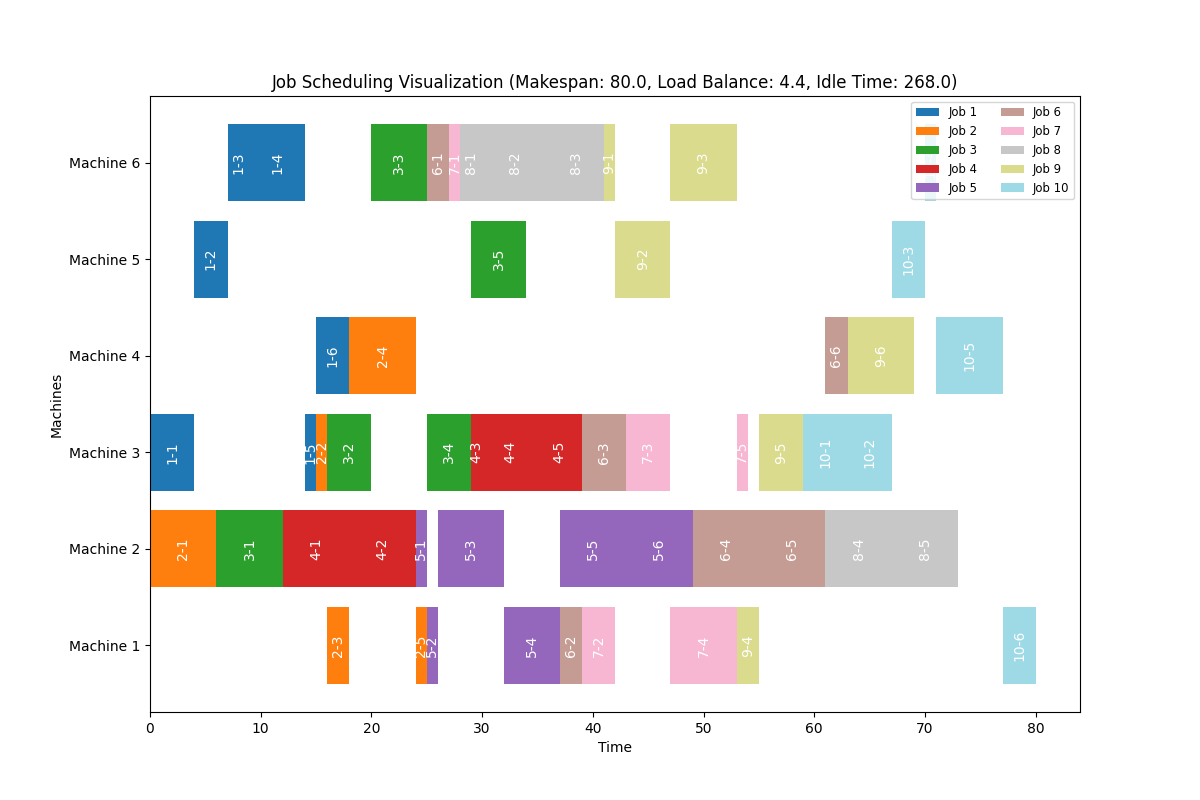 Job Scheduling Visualization (Makespan: 80.0, Load Balance: 4.4, Idle Time: 268.0)
Job 1 Job 6
Job 2 Job 7
Job 3 Job 8
Job 4 Job 9
Job 5 Job 10
Machine 6 1-3 1-4 3-3 6-1 7-1 8-1 8-2 8-3 9-1 9-3
Machine 5 1-2 3-5 9-2 10-3
Machine 4 1-6 2-4 6-6 9-6 10-5
Machine 3 1-1 1-5 2-2 3-2 3-4 4-3 4-4 4-5 6-3 7-3 7-5 9-5 10-1 10-2
Machine 2 2-1 3-1 4-1 4-2 5-1 5-3 5-5 5-6 6-4 6-5 8-4 8-5
Machine 1 2-3 2-5 5-2 5-4 6-2 7-2 7-4 9-4 10-6
Machines
0 10 20 30 40 50 60 70 80
Time